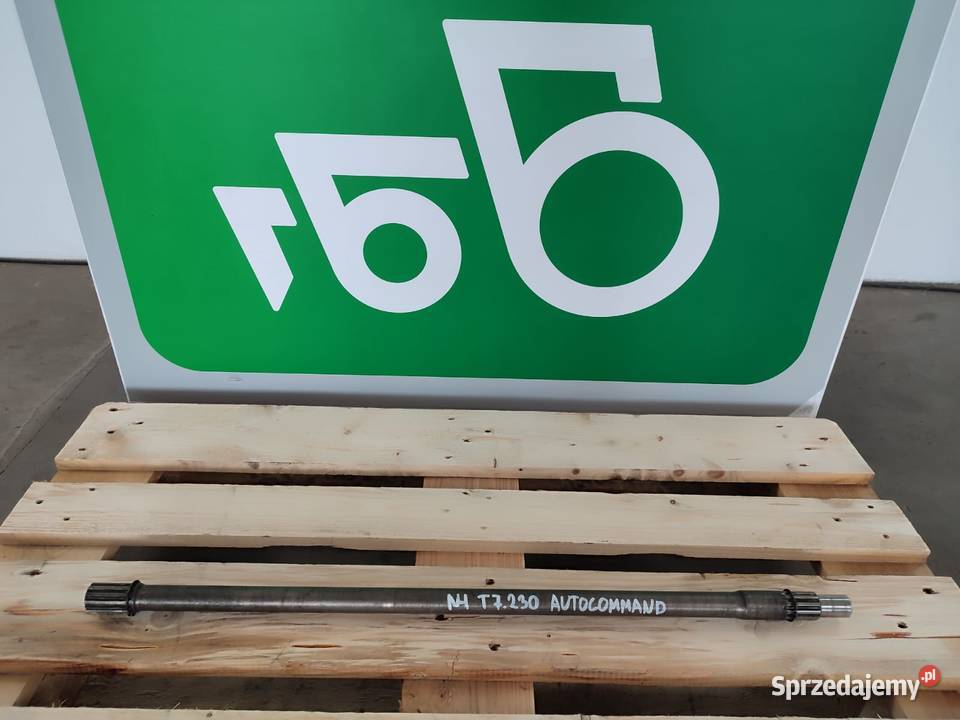 NH T7.230 AUTOCOMMAND
Sprzedajemy.pl